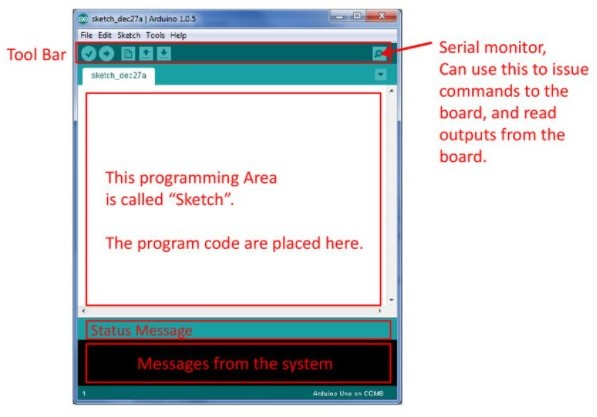 sketch_dec27a | Arduino 1.0.5
File Edit Sketch Tools Help
Tool Bar
sketch_dec27a
Serial monitor,
Can use this to issue
commands to the
board, and read
outputs from the
board.
This programming Area
is called “Sketch”.
The program code are placed here.
Status Message
Messages from the system
1
Arduino Uno on COM8